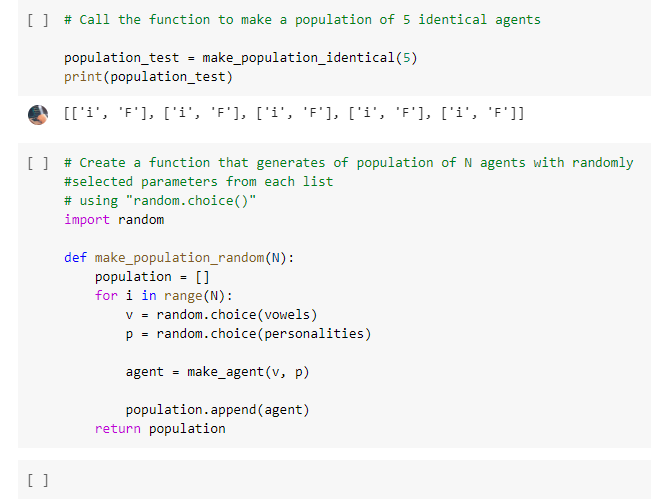 [ ] # Call the function to make a population of 5 identical agents
population_test = make_population_identical(5)
print(population_test)
[['i', 'F'], ['i', 'F'], ['i', 'F'], ['i', 'F'], ['i', 'F']]
[ ] # Create a function that generates of population of N agents with randomly
#selected parameters from each list
# using "random.choice()"
import random
def make_population_random(N):
    population = []
    for i in range(N):
        v = random.choice(vowels)
        p = random.choice(personalities)
        agent = make_agent(v, p)
        population.append(agent)
    return population
[ ]